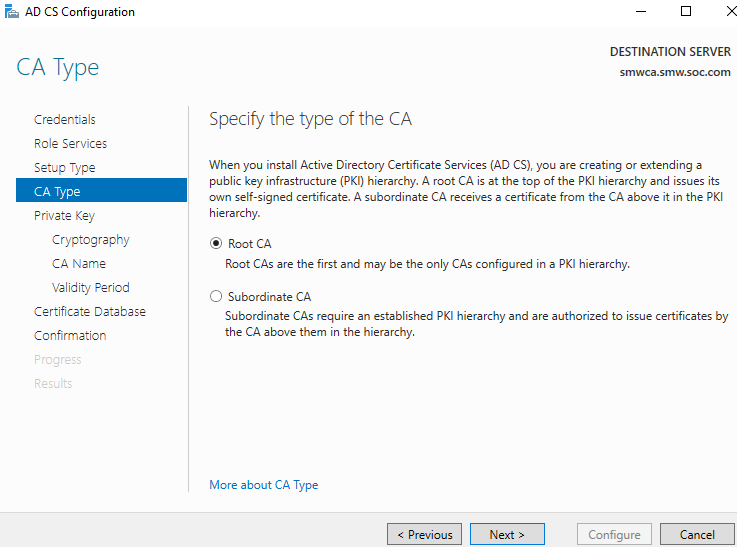 AD CS Configuration
CA Type
DESTINATION SERVER
smwca.smw.soc.com
Credentials
Role Services
Setup Type
CA Type
Private Key
Cryptography
CA Name
Validity Period
Certificate Database
Confirmation
Progress
Results
Specify the type of the CA
When you install Active Directory Certificate Services (AD CS), you are creating or extending a
public key infrastructure (PKI) hierarchy. A root CA is at the top of the PKI hierarchy and issues its
own self-signed certificate. A subordinate CA receives a certificate from the CA above it in the PKI
hierarchy.
Root CA
Root CAs are the first and may be the only CAs configured in a PKI hierarchy.
Subordinate CA
Subordinate CAs require an established PKI hierarchy and are authorized to issue certificates by
the CA above them in the hierarchy.
More about CA Type
< Previous
Next >
Configure
Cancel